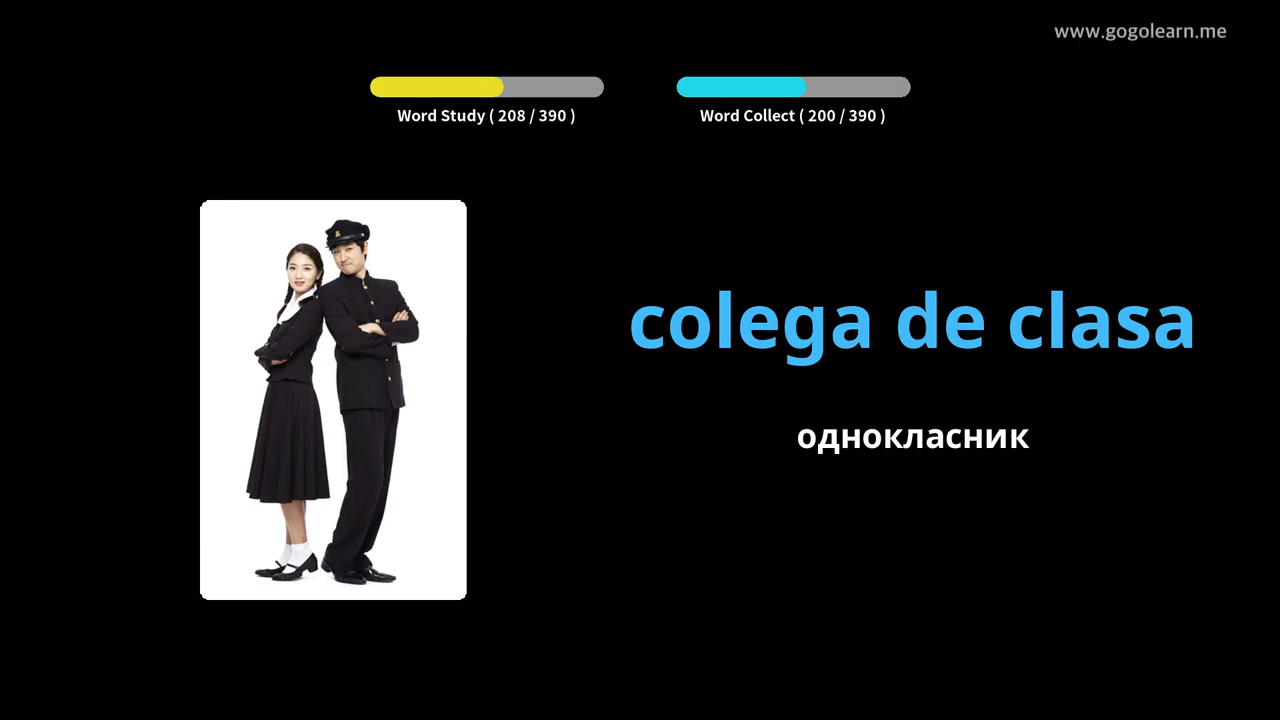 www.gogolearn.me
Word Study ( 208 / 390 )
Word Collect ( 200 / 390 )
colega de clasa
однокласник